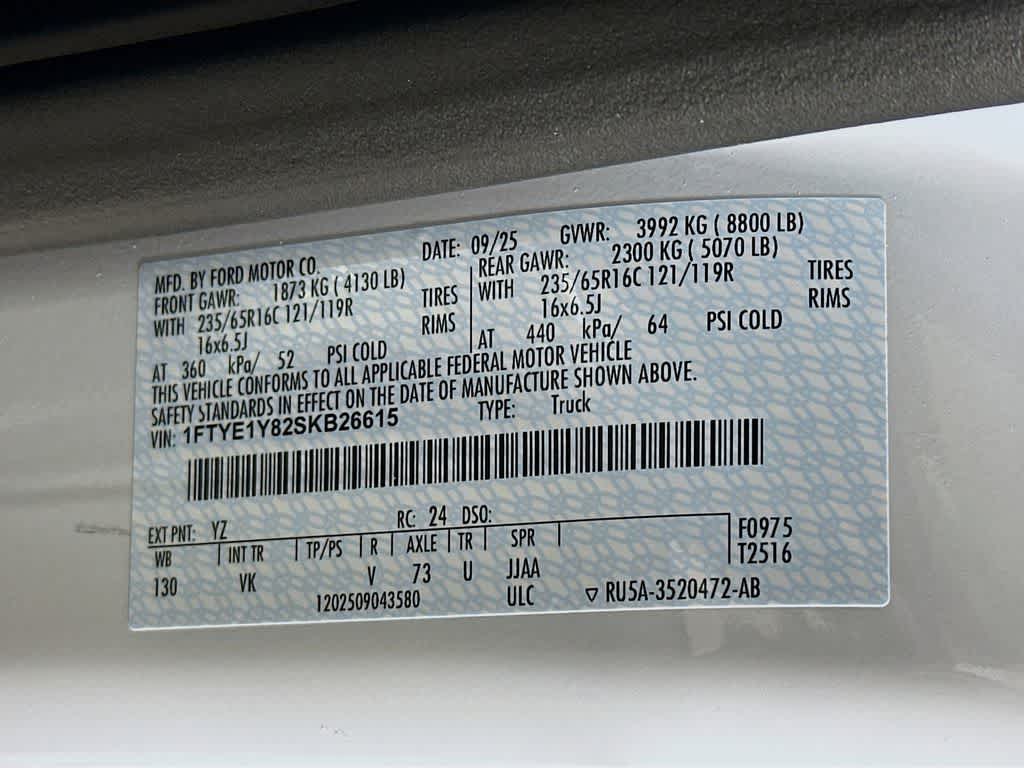 MFD. BY FORD MOTOR CO. DATE: 09/25 GVWR: 3992 KG ( 8800 LB)
FRONT GAWR: 1873 KG ( 4130 LB) REAR GAWR: 2300 KG ( 5070 LB)
WITH 235/65R16C 121/119R TIRES WITH 235/65R16C 121/119R TIRES
16x6.5J RIMS 16x6.5J RIMS
AT 360 kPa/ 52 PSI COLD AT 440 kPa/ 64 PSI COLD
THIS VEHICLE CONFORMS TO ALL APPLICABLE FEDERAL MOTOR VEHICLE
SAFETY STANDARDS IN EFFECT ON THE DATE OF MANUFACTURE SHOWN ABOVE.
VIN: 1FTYE1Y82SKB26615 TYPE: Truck
EXT PNT: YZ RC: 24 DSO:
WB INT TR TP/PS R AXLE TR SPR F0975
130 VK V 73 U JJAA T2516
1202509043580 ULC ▽ RU5A-3520472-AB